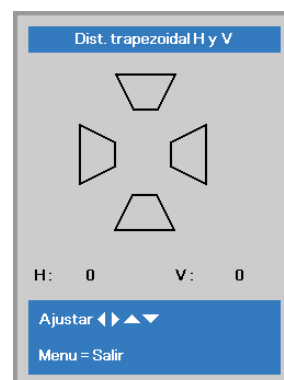 Dist. trapezoidal H y V
H: 0 V: 0
Ajustar
Menu = Salir